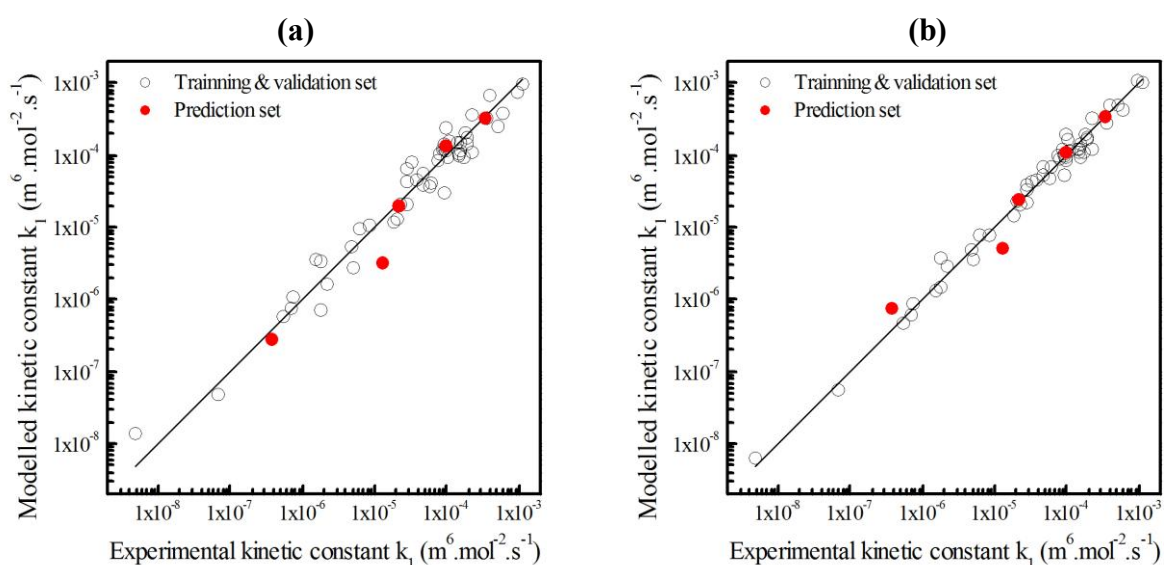 (a)
Modelled kinetic constant k₁ (m⁶.mol⁻².s⁻¹)
1x10⁻³
1x10⁻⁴
1x10⁻⁵
1x10⁻⁶
1x10⁻⁷
1x10⁻⁸
Trainning & validation set
Prediction set
1x10⁻⁸ 1x10⁻⁷ 1x10⁻⁶ 1x10⁻⁵ 1x10⁻⁴ 1x10⁻³
Experimental kinetic constant k₁ (m⁶.mol⁻².s⁻¹)
(b)
Modelled kinetic constant k₁ (m⁶.mol⁻².s⁻¹)
1x10⁻³
1x10⁻⁴
1x10⁻⁵
1x10⁻⁶
1x10⁻⁷
1x10⁻⁸
Trainning & validation set
Prediction set
1x10⁻⁸ 1x10⁻⁷ 1x10⁻⁶ 1x10⁻⁵ 1x10⁻⁴ 1x10⁻³
Experimental kinetic constant k₁ (m⁶.mol⁻².s⁻¹)